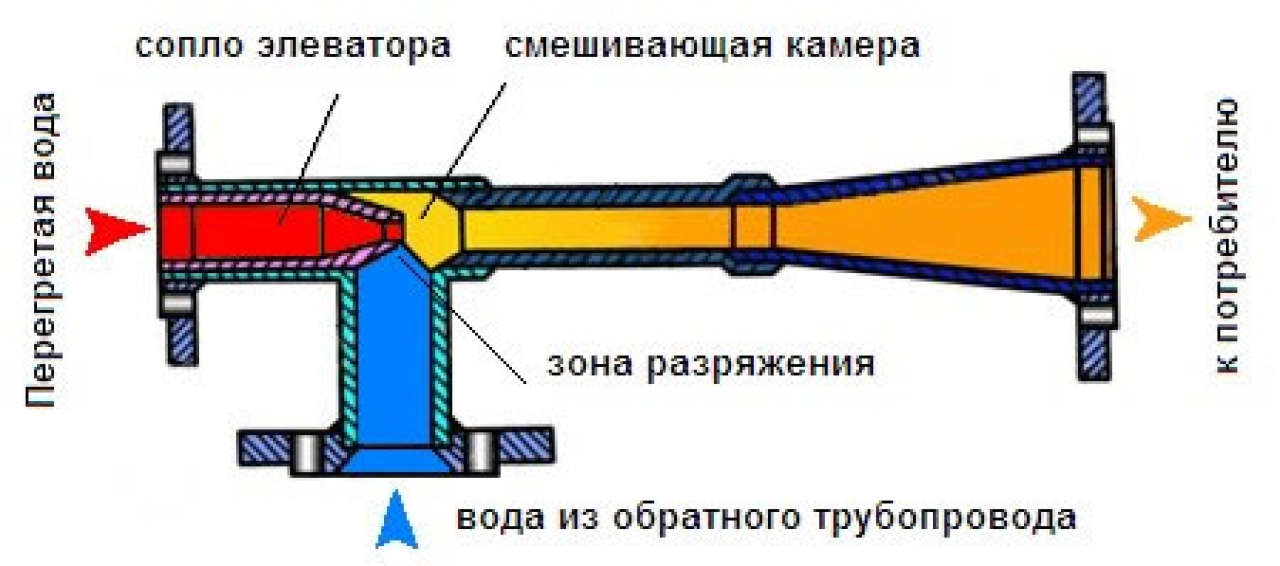 сопло элеватора
смешивающая камера
Перегретая вода
к потребителю
зона разряжения
вода из обратного трубопровода